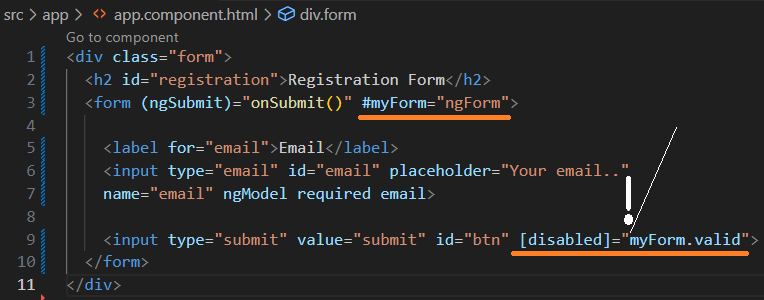 src > app > <> app.component.html > div.form
Go to component
1 <div class="form">
2 <h2 id="registration">Registration Form</h2>
3 <form (ngSubmit)="onSubmit()" #myForm="ngForm">
4
5 <label for="email">Email</label>
6 <input type="email" id="email" placeholder="Your email.."
7 name="email" ngModel required email>
8
!
9 <input type="submit" value="submit" id="btn" [disabled]="myForm.valid">
10 </form>
11 </div>